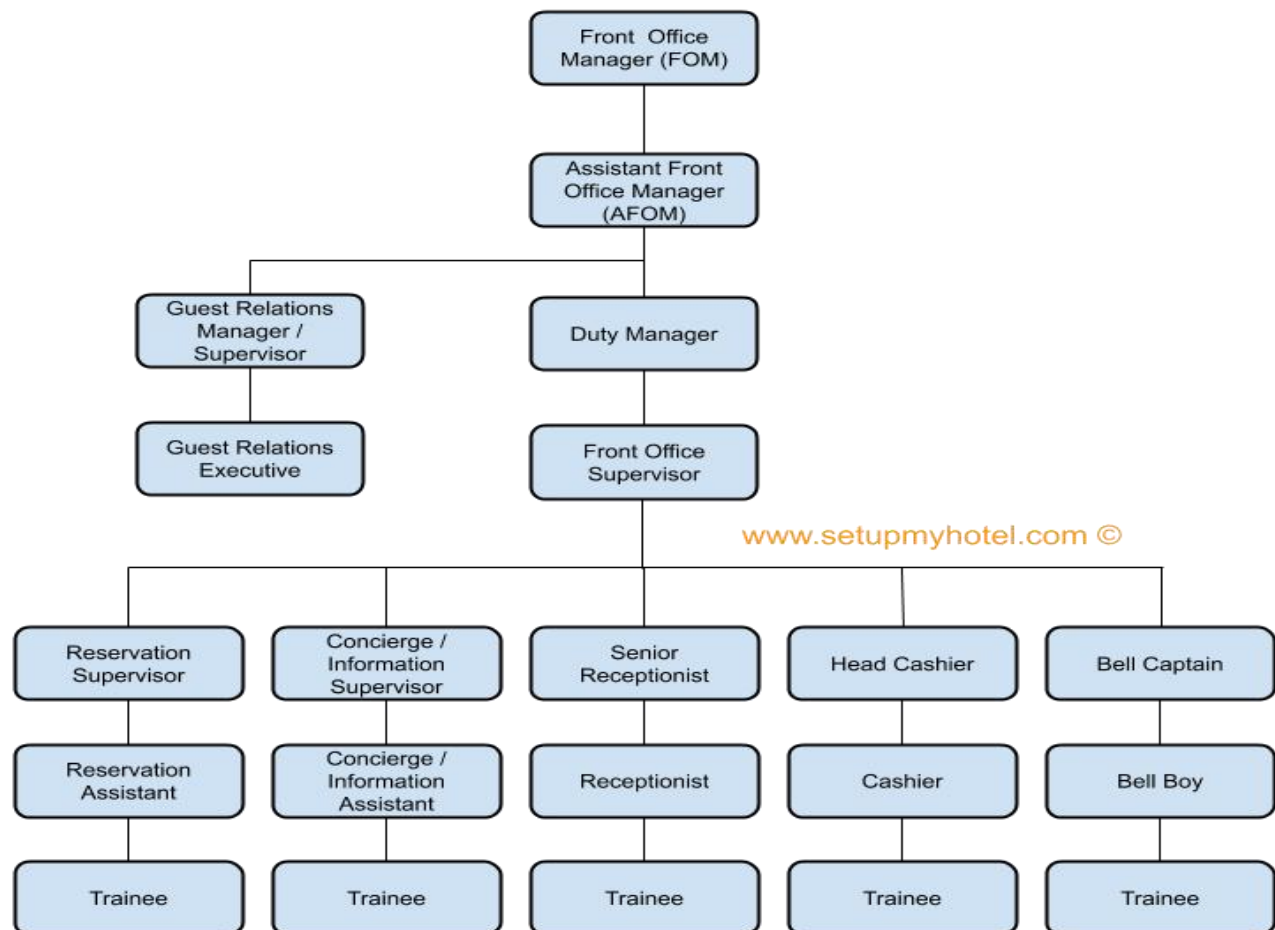 Front Office
Manager (FOM)
Assistant Front
Office Manager
(AFOM)
Guest Relations
Manager /
Supervisor
Duty Manager
Guest Relations
Executive
Front Office
Supervisor
www.setupmyhotel.com ©
Reservation
Supervisor
Concierge /
Information
Supervisor
Senior
Receptionist
Head Cashier
Bell Captain
Reservation
Assistant
Concierge /
Information
Assistant
Receptionist
Cashier
Bell Boy
Trainee
Trainee
Trainee
Trainee
Trainee